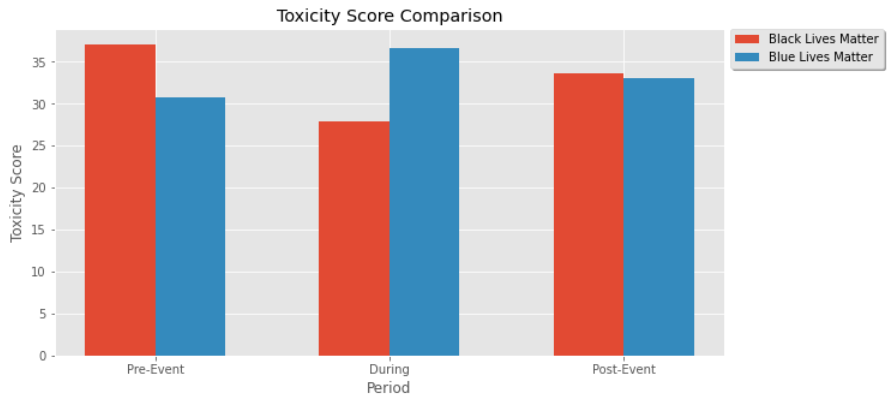 Toxicity Score Comparison
Black Lives Matter
Blue Lives Matter
Toxicity Score
35
30
25
20
15
10
5
0
Pre-Event
During
Post-Event
Period